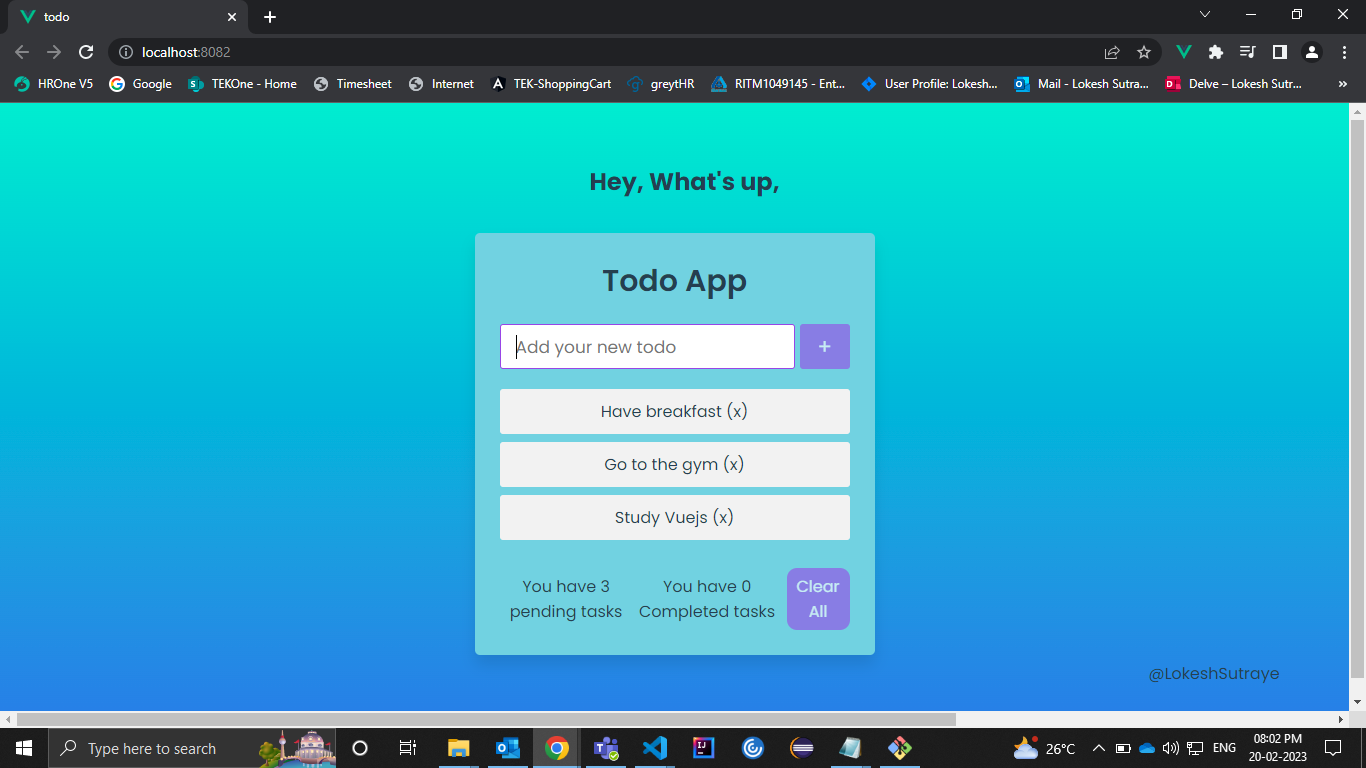 todo
localhost:8082
HROne V5
Google
TEKOne - Home
Timesheet
Internet
TEK-ShoppingCart
greytHR
RITM1049145 - Ent...
User Profile: Lokesh...
Mail - Lokesh Sutra...
Delve – Lokesh Sutr...
»
Hey, What's up,
Todo App
Add your new todo
+
Have breakfast (x)
Go to the gym (x)
Study Vuejs (x)
You have 3
pending tasks
You have 0
Completed tasks
Clear
All
@LokeshSutraye
Type here to search
26°C
ENG
08:02 PM
20-02-2023